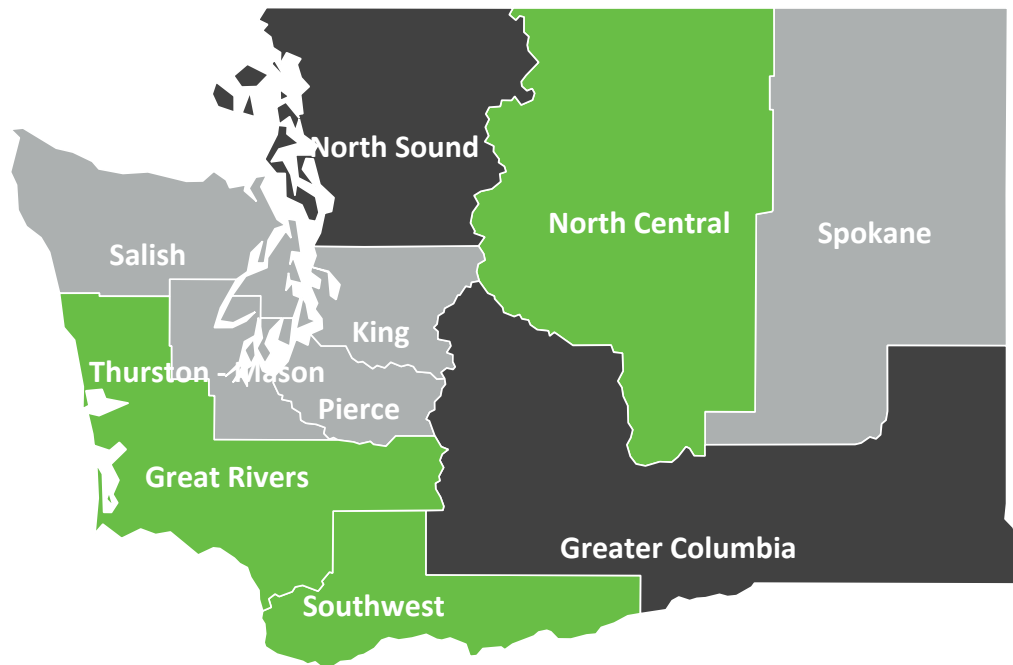 North Sound
North Central
Spokane
Salish
King
Thurston - Mason
Pierce
Great Rivers
Greater Columbia
Southwest